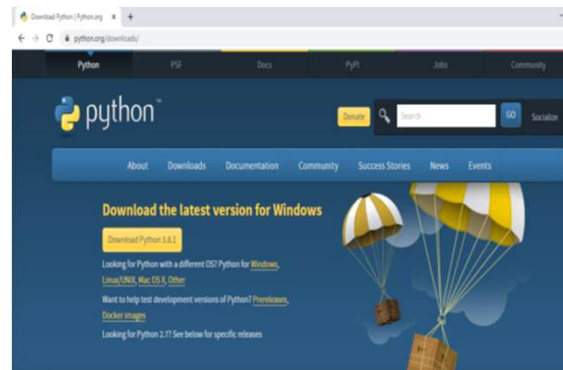 Download Python | Python.org
python.org/downloads/
Python PSF Docs PyPI Jobs Community
python™
Donate Search GO Socialize
About Downloads Documentation Community Success Stories News Events
Download the latest version for Windows
Download Python 3.8.1
Looking for Python with a different OS? Python for Windows,
Linux/UNIX, Mac OS X, Other
Want to help test development versions of Python? Prereleases,
Docker images
Looking for Python 2.7? See below for specific releases